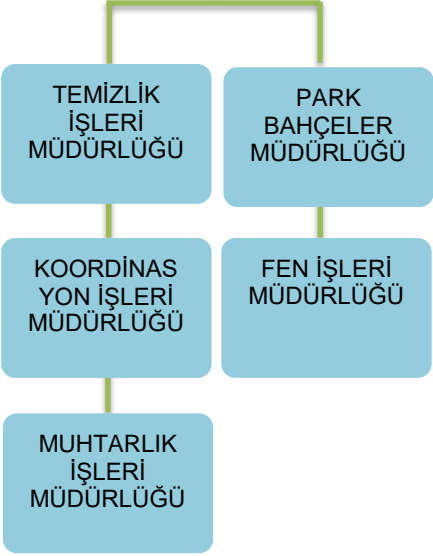 TEMİZLİK
İŞLERİ
MÜDÜRLÜĞÜ
PARK
BAHÇELER
MÜDÜRLÜĞÜ
KOORDİNAS
YON İŞLERİ
MÜDÜRLÜĞÜ
FEN İŞLERİ
MÜDÜRLÜĞÜ
MUHTARLIK
İŞLERİ
MÜDÜRLÜĞÜ